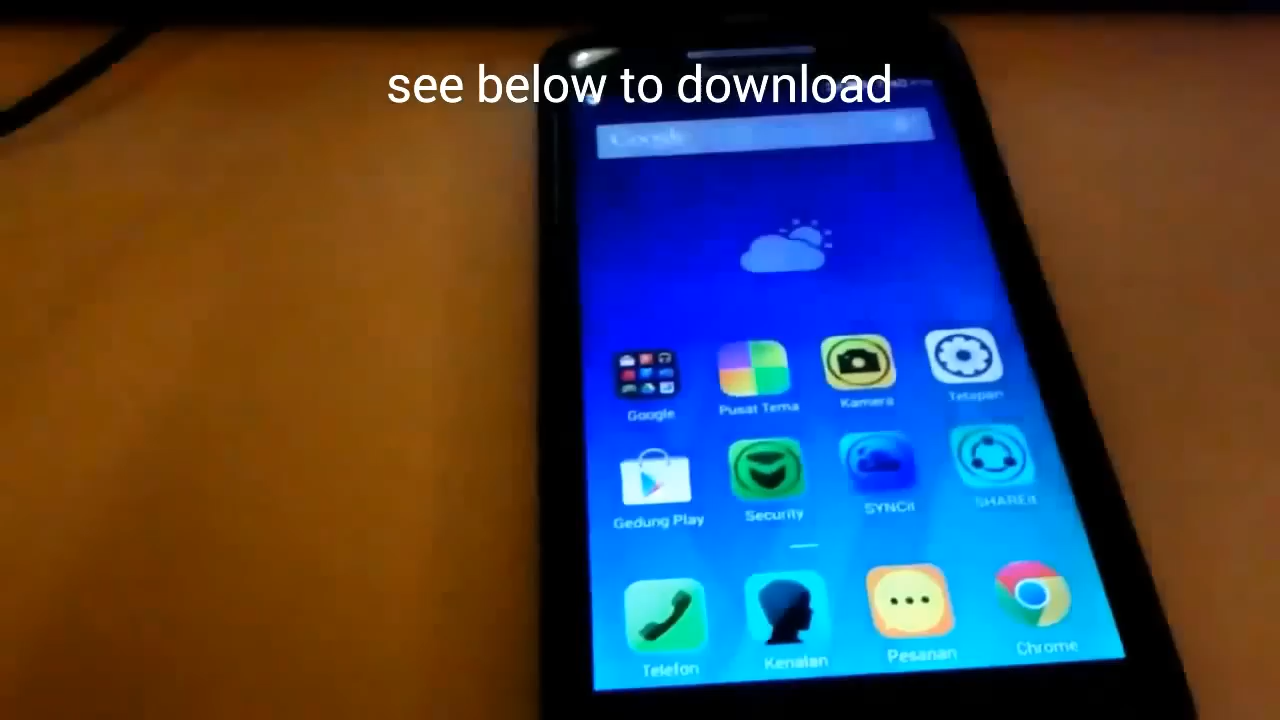 see below to download
Google
Google
Pusat Tema
Kamera
Tetapan
Gedung Play
Security
SYNCit
SHAREit
Telefon
Kenalan
Pesanan
Chrome